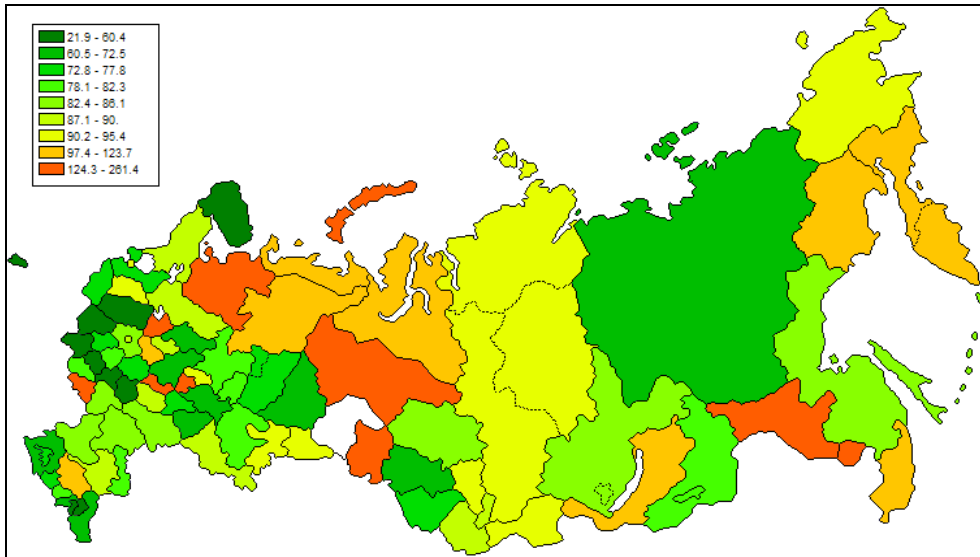 21.9 - 60.4
60.5 - 72.5
72.8 - 77.8
78.1 - 82.3
82.4 - 86.1
87.1 - 90.
90.2 - 95.4
97.4 - 123.7
124.3 - 261.4